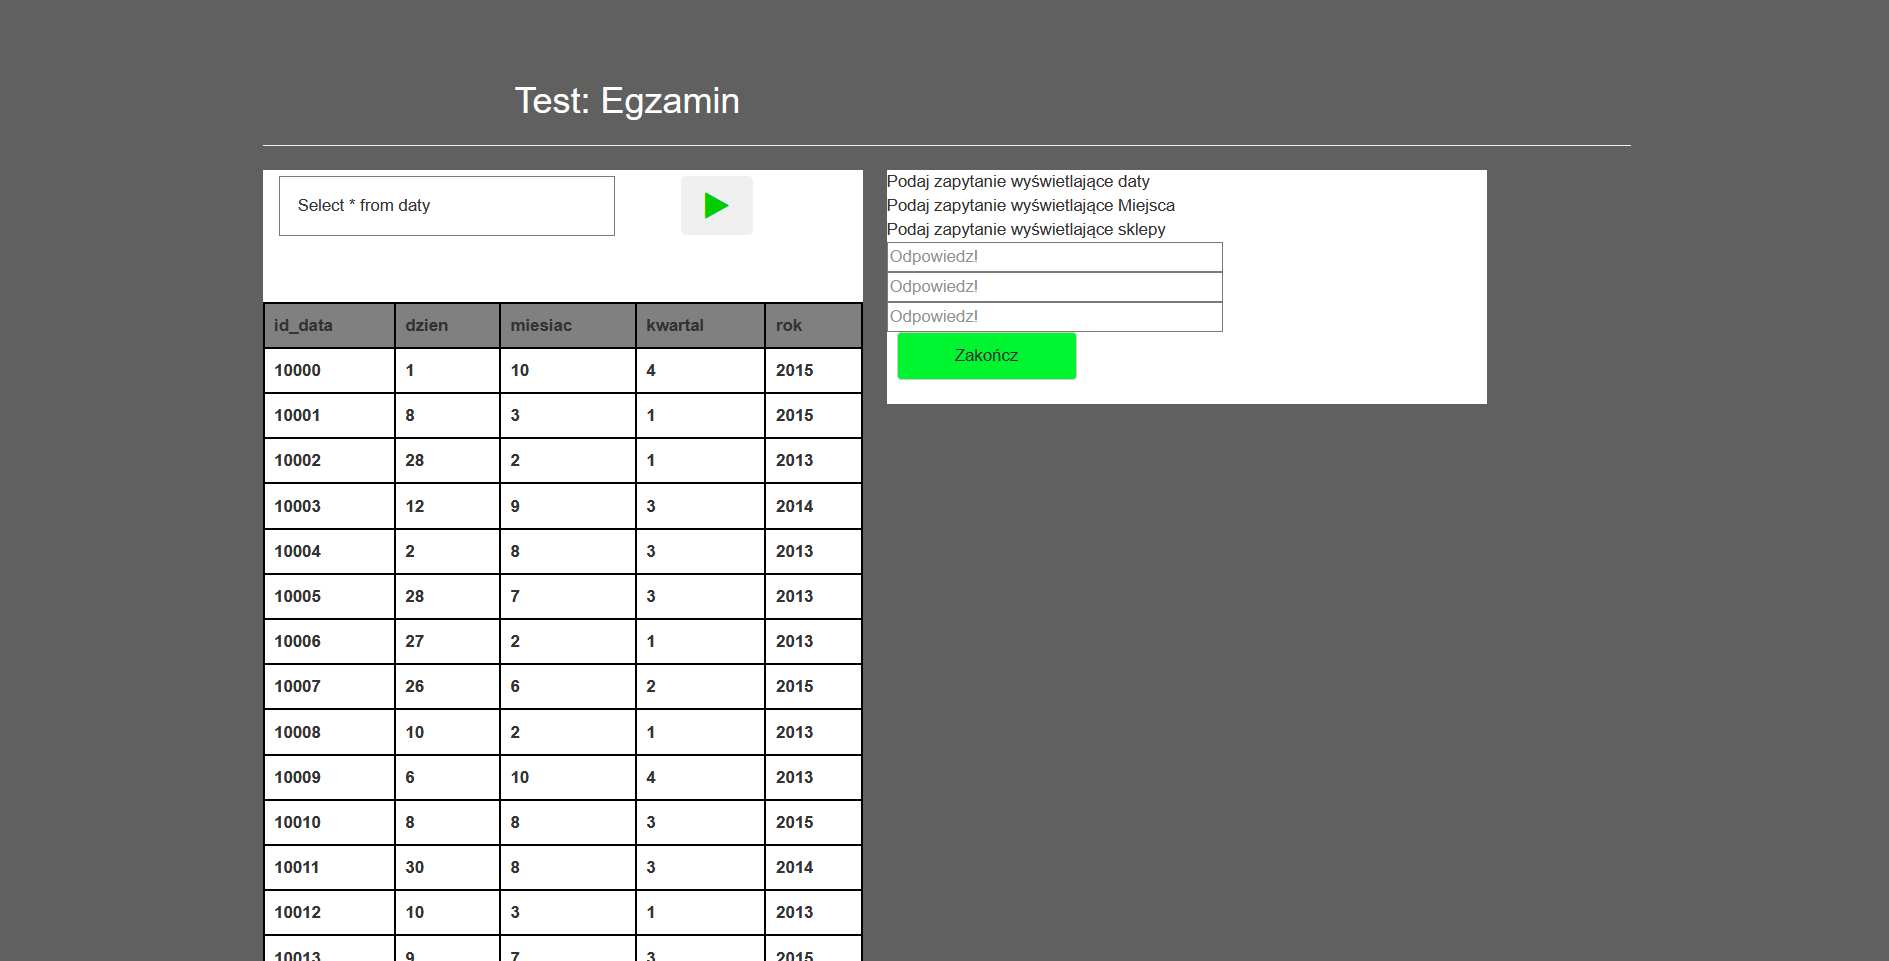 Test: Egzamin
Select * from daty
id_data dzien miesiac kwartal rok
10000 1 10 4 2015
10001 8 3 1 2015
10002 28 2 1 2013
10003 12 9 3 2014
10004 2 8 3 2013
10005 28 7 3 2013
10006 27 2 1 2013
10007 26 6 2 2015
10008 10 2 1 2013
10009 6 10 4 2013
10010 8 8 3 2015
10011 30 8 3 2014
10012 10 3 1 2013
10013 9 7 3 2015
Podaj zapytanie wyświetlające daty
Podaj zapytanie wyświetlające Miejsca
Podaj zapytanie wyświetlające sklepy
Odpowiedz!
Odpowiedz!
Odpowiedz!
Zakończ